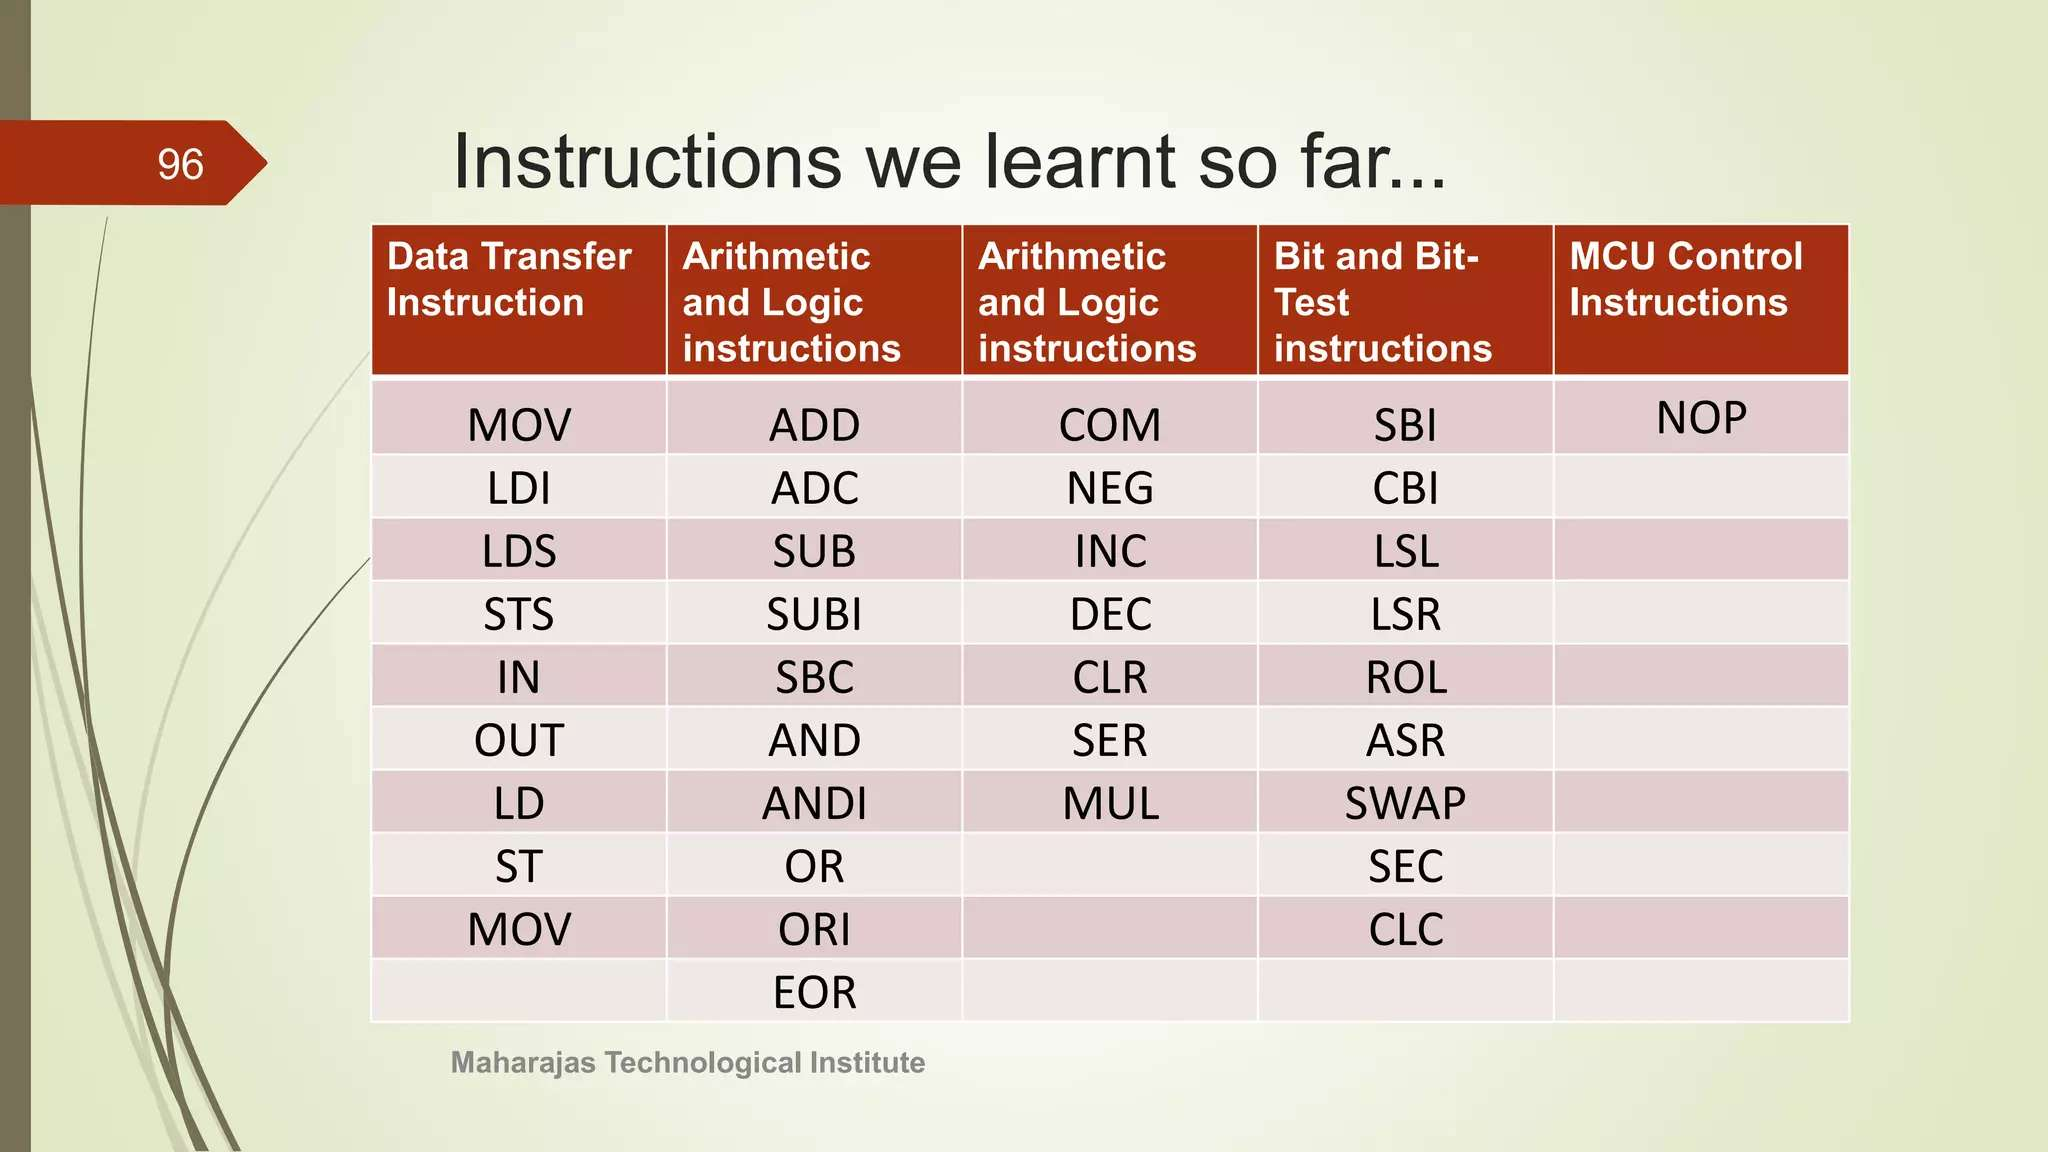 96
Instructions we learnt so far...
Data Transfer Instruction Arithmetic and Logic instructions Arithmetic and Logic instructions Bit and Bit-Test instructions MCU Control Instructions
MOV ADD COM SBI NOP
LDI ADC NEG CBI
LDS SUB INC LSL
STS SUBI DEC LSR
IN SBC CLR ROL
OUT AND SER ASR
LD ANDI MUL SWAP
ST OR SEC
MOV ORI CLC
EOR
Maharajas Technological Institute